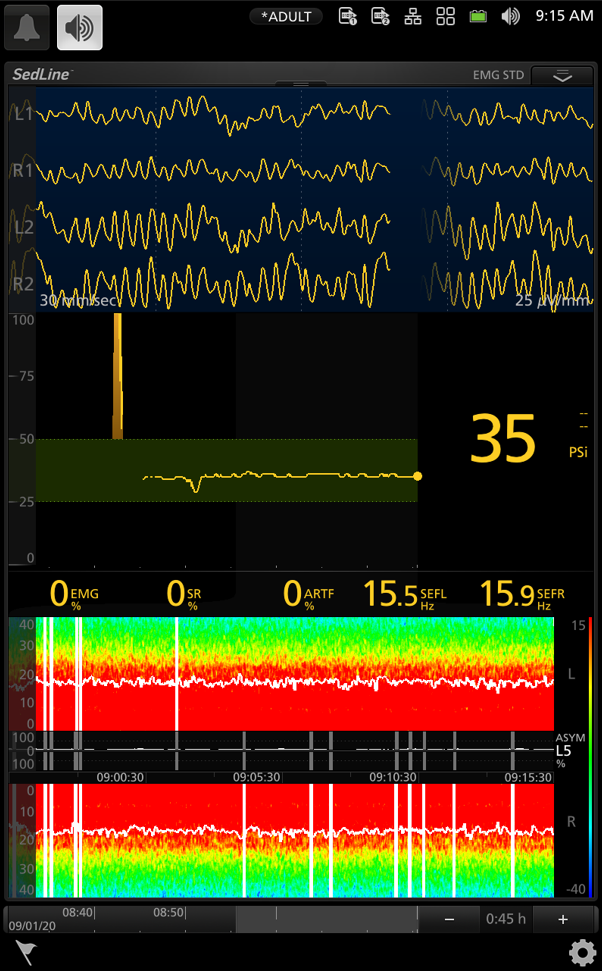 *ADULT 1 2 9:15 AM
SedLine™ EMG STD
L1
R1
L2
R2
30 mm/sec 25 µV/mm
100
75
50
25
0
35
--
--
PSi
0 EMG %
0 SR %
0 ARTF %
15.5 SEFL Hz
15.9 SEFR Hz
40
30
20
10
0
15
L
100
0
100
ASYM
L5
%
09:00:30 09:05:30 09:10:30 09:15:30
0
10
20
30
40
R
-40
08:40 08:50
09/01/20
− 0:45 h +